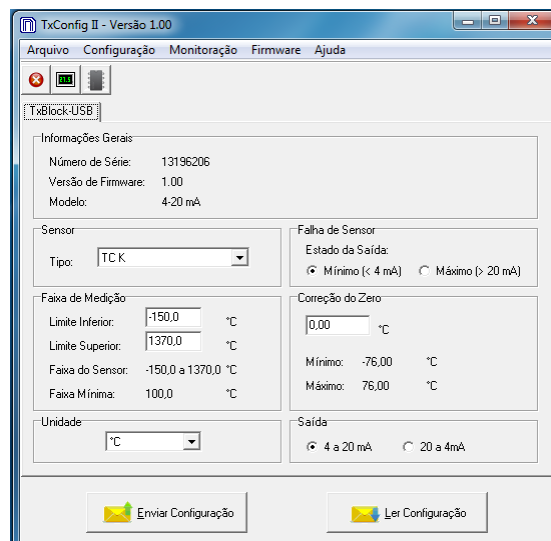 TxConfig II - Versão 1.00
Arquivo Configuração Monitoração Firmware Ajuda
TxBlock-USB
Informações Gerais
Número de Série: 13196206
Versão de Firmware: 1.00
Modelo: 4-20 mA
Sensor
Tipo: TC K
Falha de Sensor
Estado da Saída:
Mínimo (< 4 mA) Máximo (> 20 mA)
Faixa de Medição
Limite Inferior: -150,0 °C
Limite Superior: 1370,0 °C
Faixa do Sensor: -150,0 a 1370,0 °C
Faixa Mínima: 100,0 °C
Correção do Zero
0,00 °C
Mínimo: -76,00 °C
Máximo: 76,00 °C
Unidade
°C
Saída
4 a 20 mA 20 a 4mA
Enviar Configuração
Ler Configuração